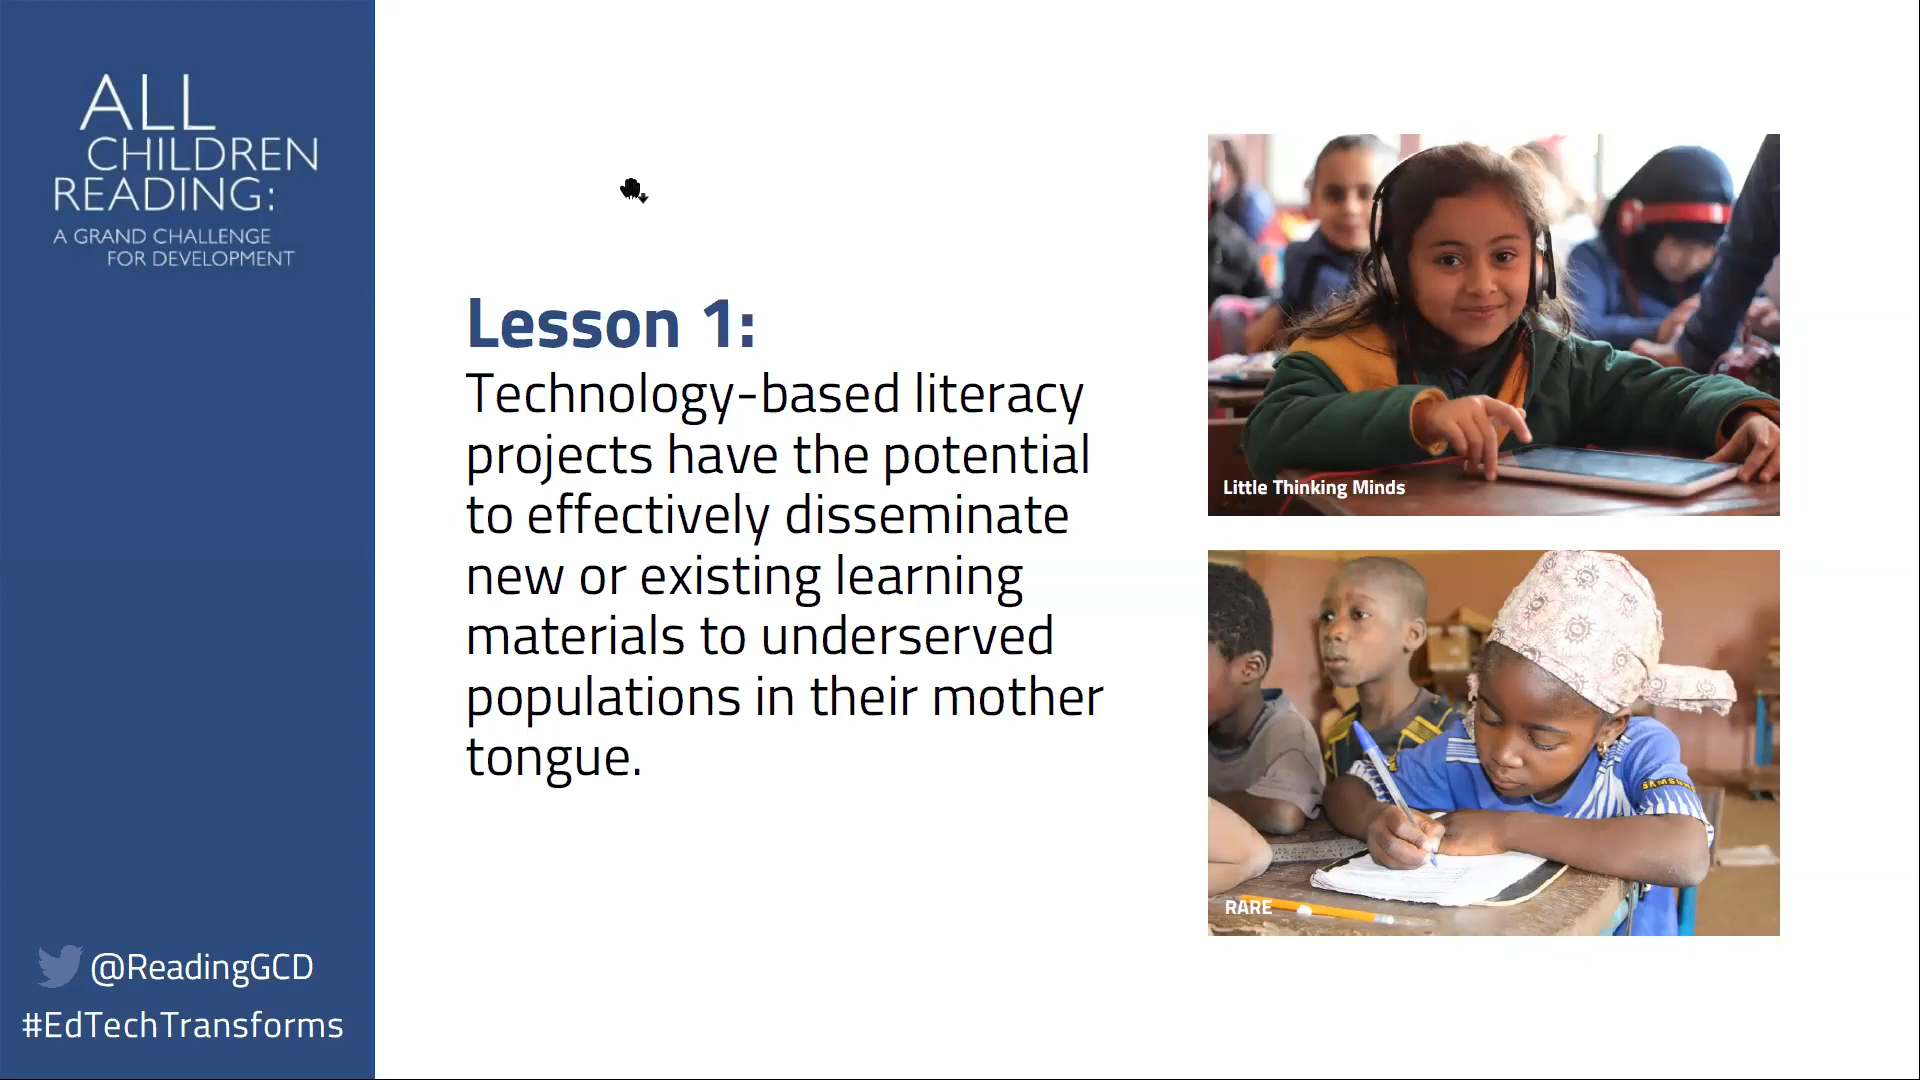 ALL
CHILDREN
READING:
A GRAND CHALLENGE
FOR DEVELOPMENT
Lesson 1:
Technology-based literacy
projects have the potential
to effectively disseminate
new or existing learning
materials to underserved
populations in their mother
tongue.
Little Thinking Minds
SAMSUNG
RARE
@ReadingGCD
#EdTechTransforms